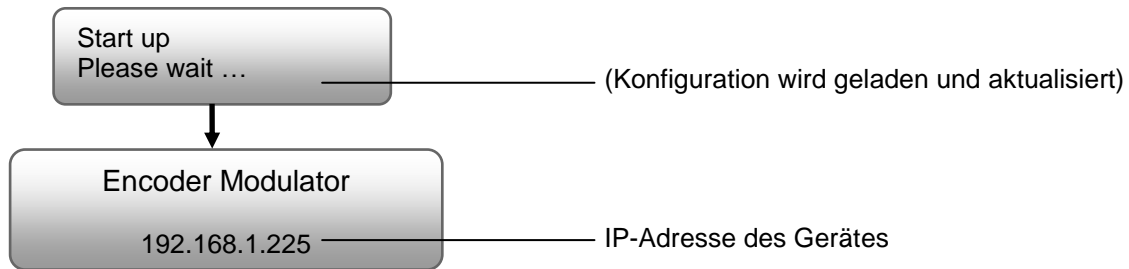 Start up
Please wait …
(Konfiguration wird geladen und aktualisiert)
Encoder Modulator
192.168.1.225
IP-Adresse des Gerätes